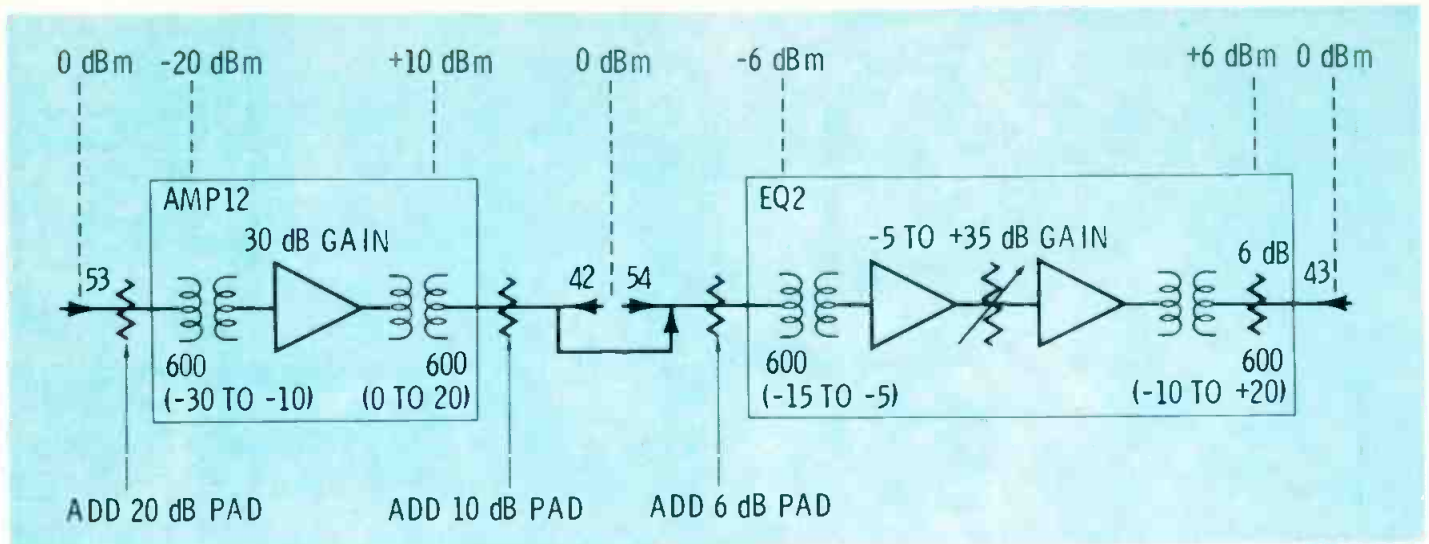 0 dBm -20 dBm +10 dBm 0 dBm -6 dBm +6 dBm 0 dBm
AMP12
30 dB GAIN
EQ2
-5 TO +35 dB GAIN
6 dB
53
42
54
43
600
(-30 TO -10)
600
(0 TO 20)
600
(-15 TO -5)
600
(-10 TO +20)
ADD 20 dB PAD
ADD 10 dB PAD
ADD 6 dB PAD